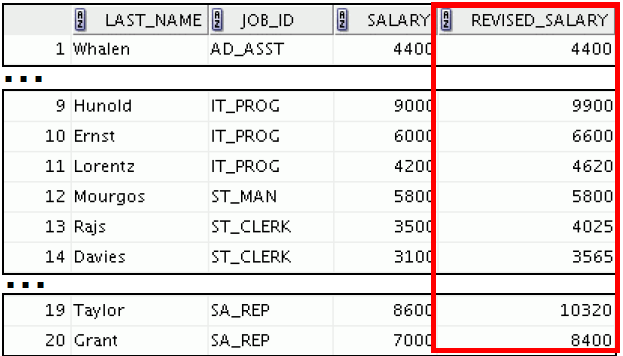 LAST_NAME JOB_ID SALARY REVISED_SALARY
1 Whalen AD_ASST 4400 4400
...
9 Hunold IT_PROG 9000 9900
10 Ernst IT_PROG 6000 6600
11 Lorentz IT_PROG 4200 4620
12 Mourgos ST_MAN 5800 5800
13 Rajs ST_CLERK 3500 4025
14 Davies ST_CLERK 3100 3565
...
19 Taylor SA_REP 8600 10320
20 Grant SA_REP 7000 8400